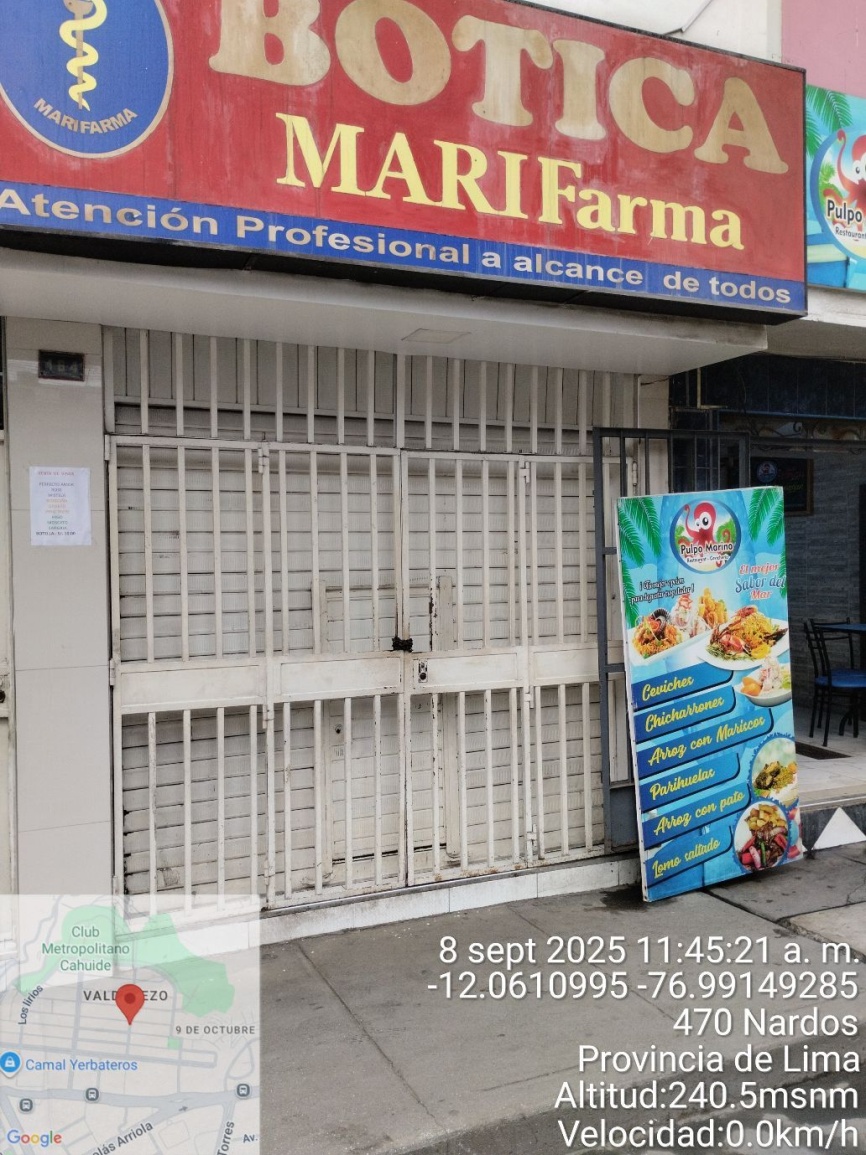 BOTICA
MARIFARMA
MARIFarma
Atención Profesional a alcance de todos
Pulpo
Restaurant
Pulpo Marino
El mejor
Sabor del
Mar
Ceviches
Chicharrones
Arroz con Mariscos
Parihuelas
Arroz con pato
Lomo saltado
Club
Metropolitano
Cahuide
Los lirios
9 DE OCTUBRE
Camal Yerbateros
Google
8 sept 2025 11:45:21 a. m.
-12.0610995 -76.99149285
470 Nardos
Provincia de Lima
Altitud:240.5msnm
Velocidad:0.0km/h